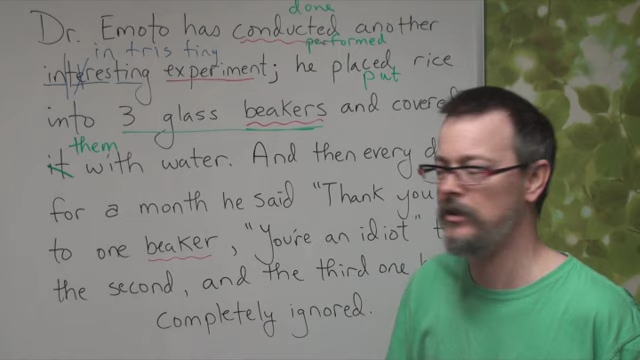 done
Dr. Emoto has conducted another
in tris ting performed
interesting experiment; he placed rice
put
into 3 glass beakers and covered
them
it with water. And then every
for a month he said "Thank you
to one beaker, "You're an idiot"
the second, and the third one
completely ignored.